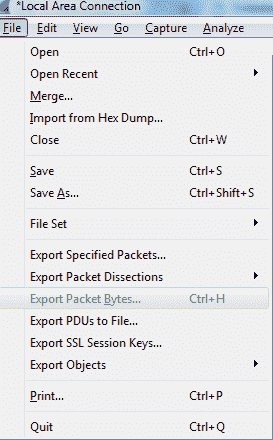 *Local Area Connection
File Edit View Go Capture Analyze
Open Ctrl+O
Open Recent
Merge...
Import from Hex Dump...
Close Ctrl+W
Save Ctrl+S
Save As... Ctrl+Shift+S
File Set
Export Specified Packets...
Export Packet Dissections
Export Packet Bytes... Ctrl+H
Export PDUs to File...
Export SSL Session Keys...
Export Objects
Print... Ctrl+P
Quit Ctrl+Q